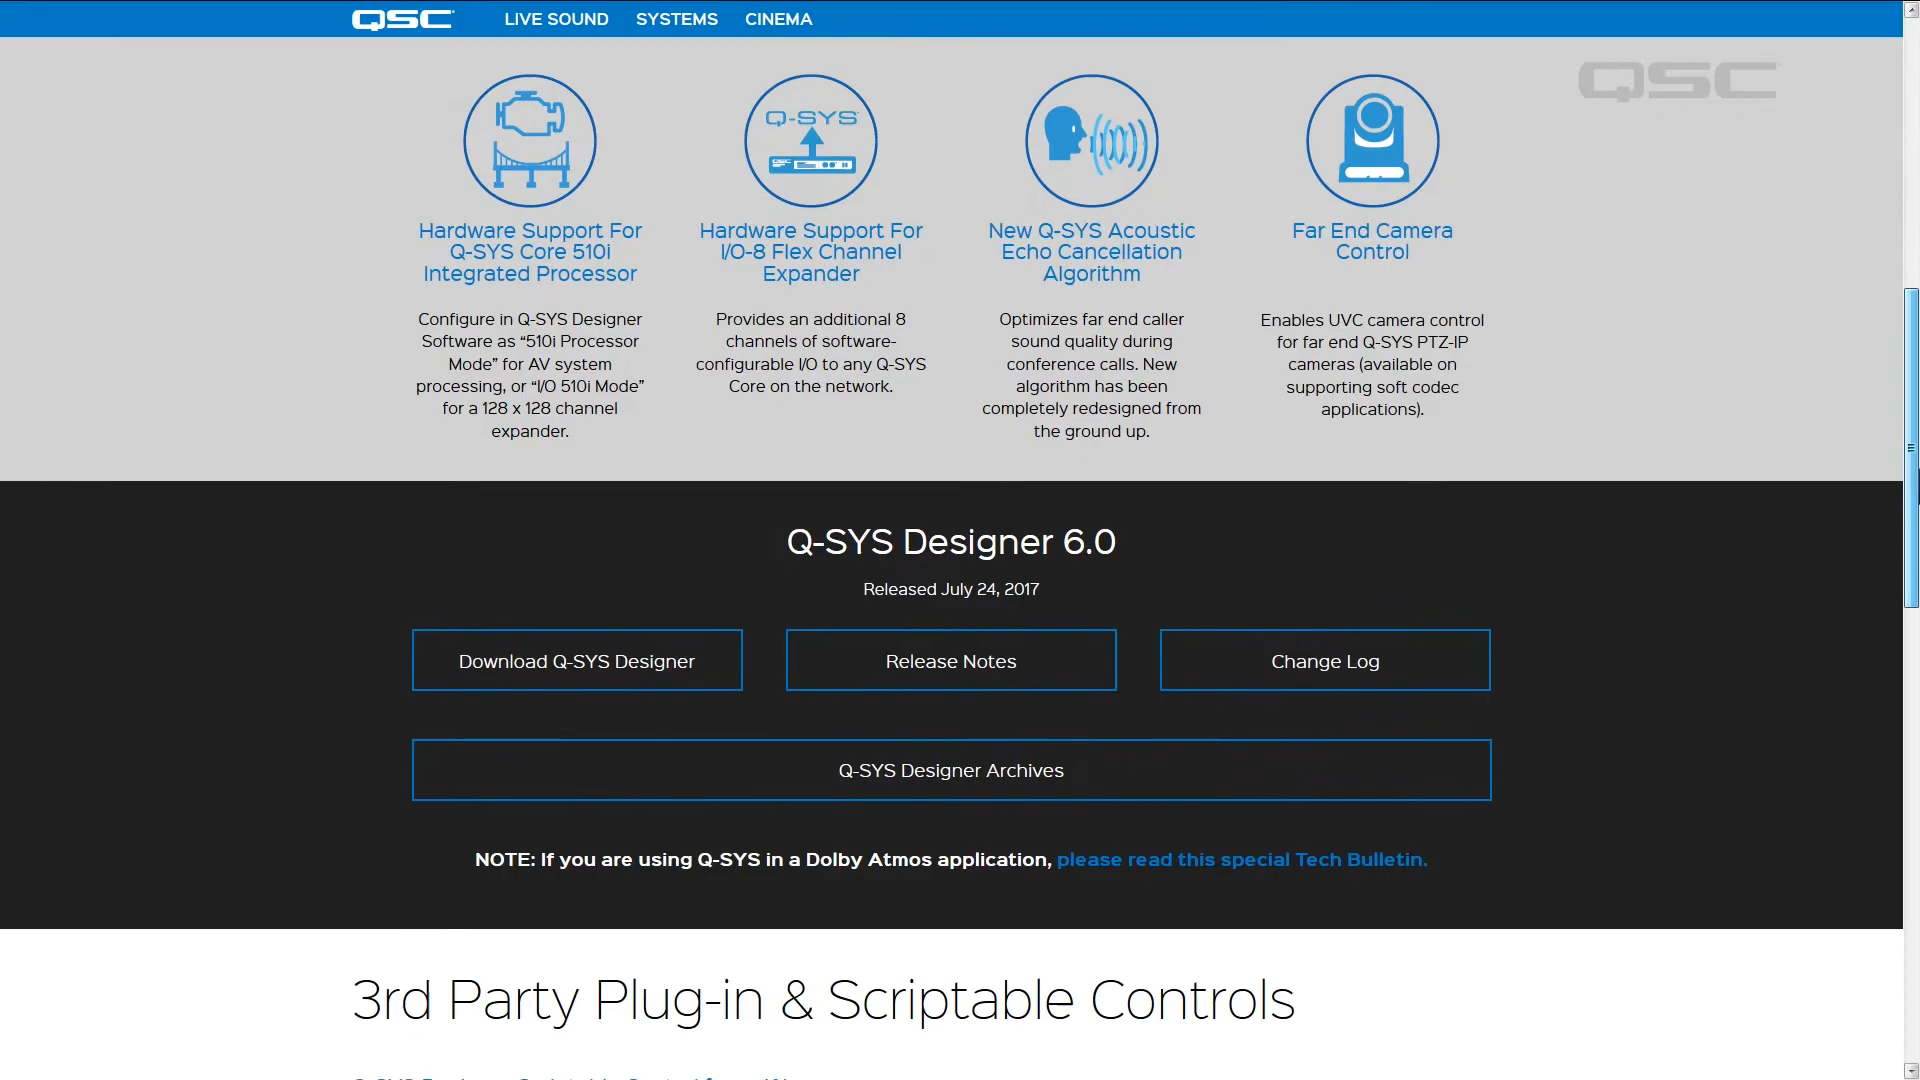 QSC LIVE SOUND SYSTEMS CINEMA
QSC
Q-SYS
QSC
Hardware Support For
Q-SYS Core 510i
Integrated Processor
Configure in Q-SYS Designer
Software as “510i Processor
Mode” for AV system
processing, or “I/O 510i Mode”
for a 128 x 128 channel
expander.
Hardware Support For
I/O-8 Flex Channel
Expander
Provides an additional 8
channels of software-
configurable I/O to any Q-SYS
Core on the network.
New Q-SYS Acoustic
Echo Cancellation
Algorithm
Optimizes far end caller
sound quality during
conference calls. New
algorithm has been
completely redesigned from
the ground up.
Far End Camera
Control
Enables UVC camera control
for far end Q-SYS PTZ-IP
cameras (available on
supporting soft codec
applications).
Q-SYS Designer 6.0
Released July 24, 2017
Download Q-SYS Designer
Release Notes
Change Log
Q-SYS Designer Archives
NOTE: If you are using Q-SYS in a Dolby Atmos application, please read this special Tech Bulletin.
3rd Party Plug-in & Scriptable Controls